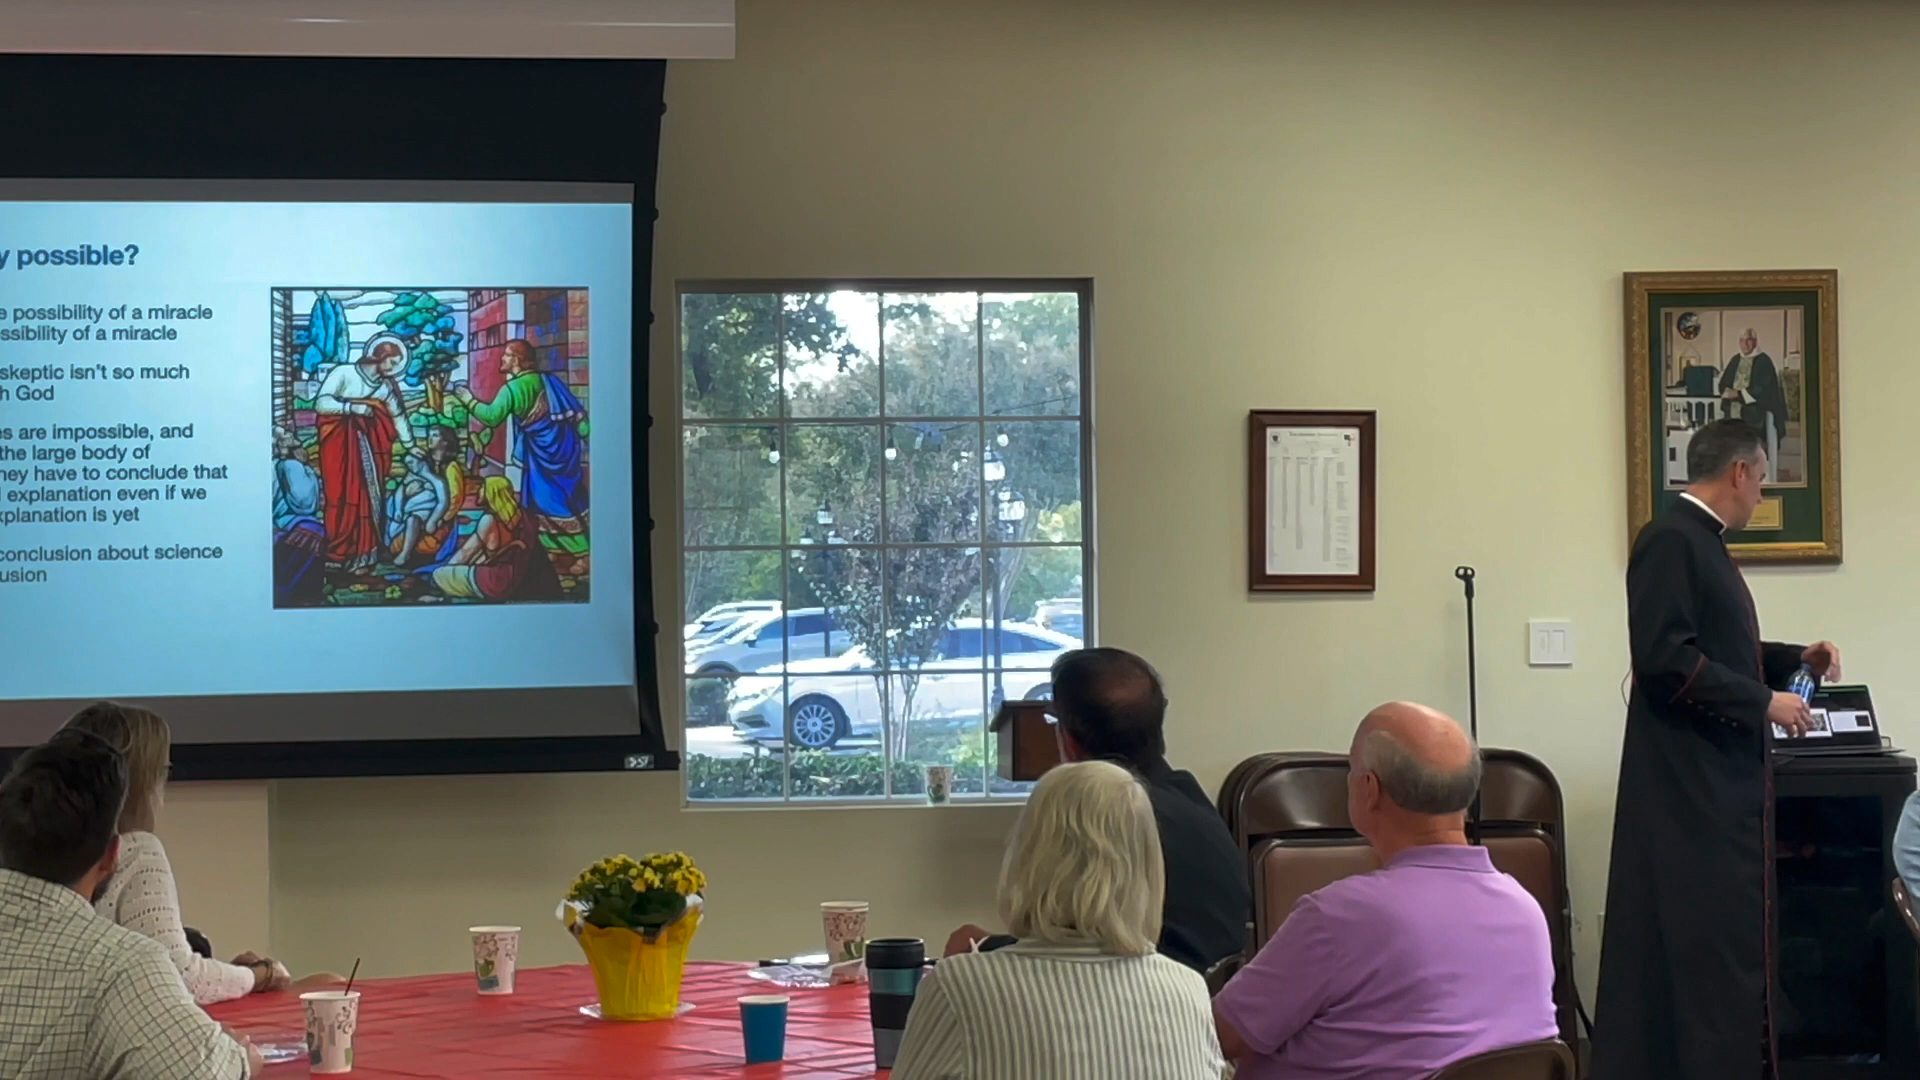 y possible?
e possibility of a miracle
ssibility of a miracle
skeptic isn't so much
h God
es are impossible, and
the large body of
hey have to conclude that
l explanation even if we
xplanation is yet
conclusion about science
usion